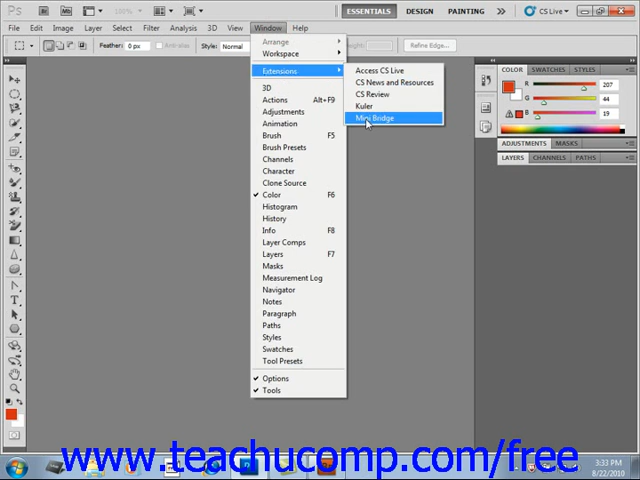 Ps Br Mb 100% ESSENTIALS DESIGN PAINTING >> CS Live
File Edit Image Layer Select Filter Analysis 3D View Window Help
Feather: 0 px Anti-alias Style: Normal Refine Edge...
Arrange
Workspace
Extensions
3D
Actions Alt+F9
Adjustments
Animation
Brush F5
Brush Presets
Channels
Character
Clone Source
Color F6
Histogram
History
Info F8
Layer Comps
Layers F7
Masks
Measurement Log
Navigator
Notes
Paragraph
Paths
Styles
Swatches
Tool Presets
Options
Tools
Access CS Live
CS News and Resources
CS Review
Kuler
Mini Bridge
COLOR SWATCHES STYLES
R 207
G 44
B 19
ADJUSTMENTS MASKS
LAYERS CHANNELS PATHS
www.teachucomp.com/free
3:33 PM
8/22/2010